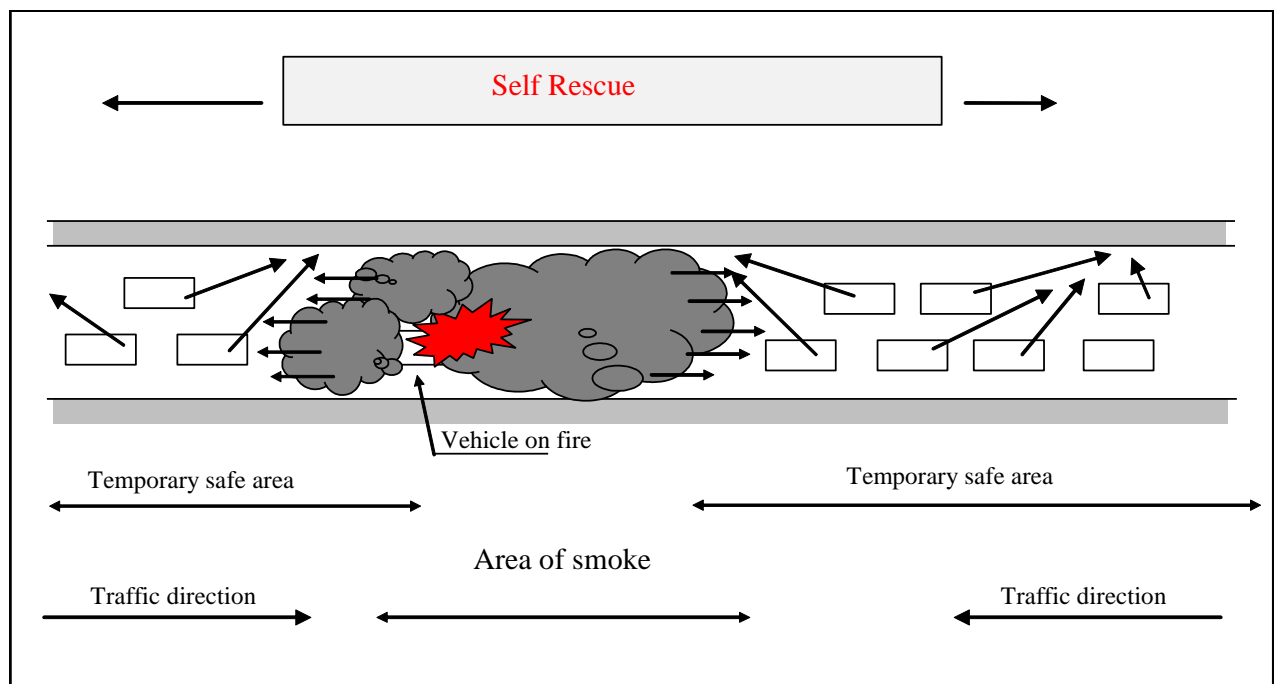 Self Rescue
Vehicle on fire
Temporary safe area
Temporary safe area
Area of smoke
Traffic direction
Traffic direction